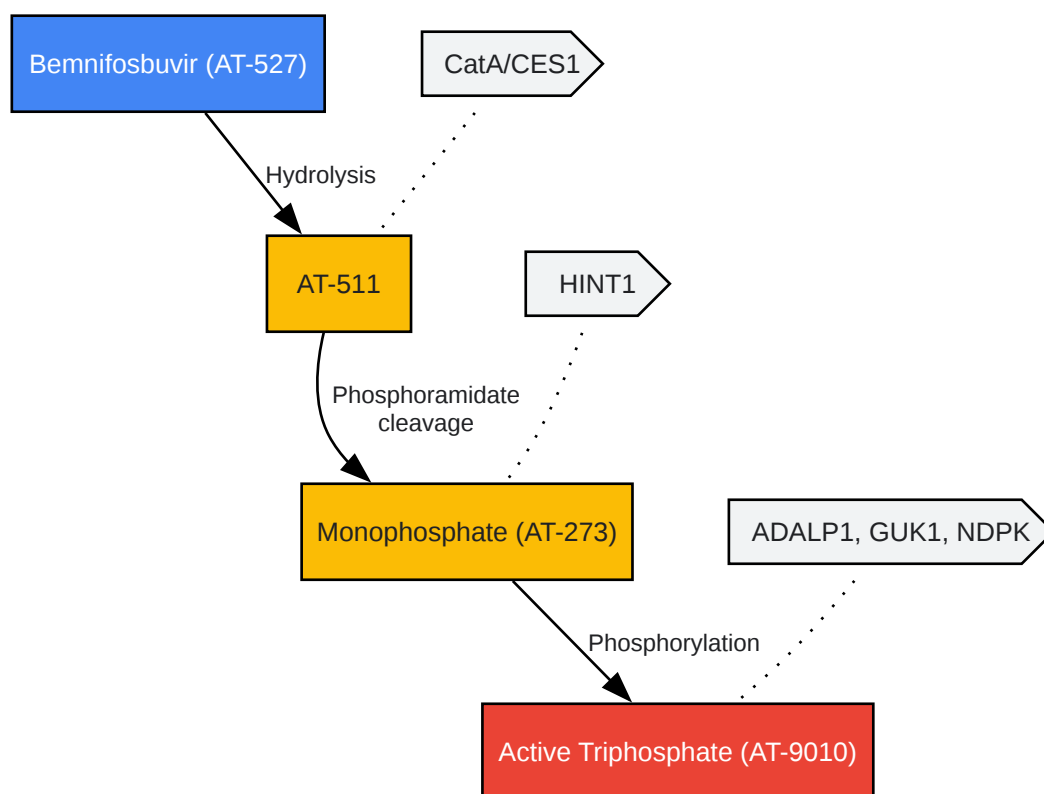 Bemnifosbuvir (AT-527)
CatA/CES1
Hydrolysis
AT-511
HINT1
Phosphoramidate
cleavage
Monophosphate (AT-273)
ADALP1, GUK1, NDPK
Phosphorylation
Active Triphosphate (AT-9010)